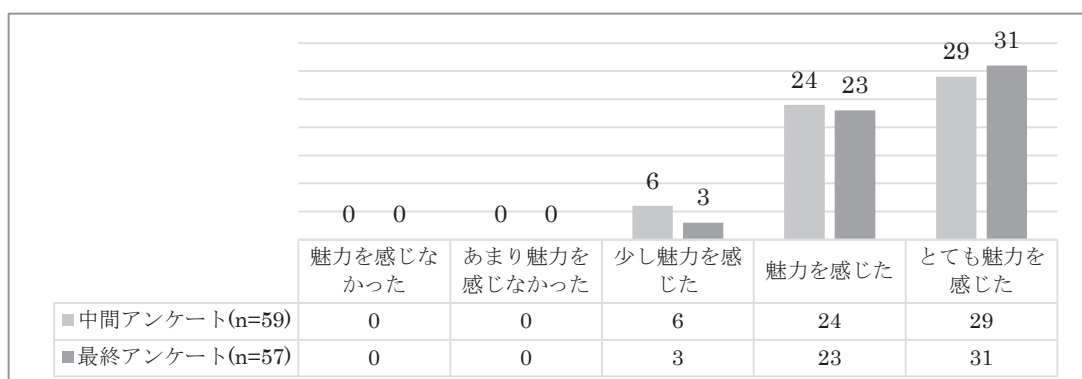 0 0 0 0 6 3 24 23 29 31
魅力を感じな
かった
あまり魅力を
感じなかった
少し魅力を感
じた
魅力を感じた
とても魅力を
感じた
中間アンケート(n=59) 0 0 6 24 29
最終アンケート(n=57) 0 0 3 23 31